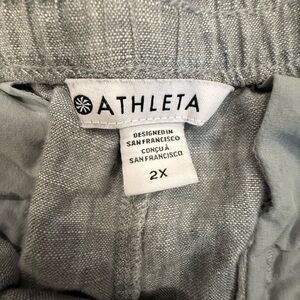 ATHLETA
DESIGNED IN
SAN FRANCISCO
CONÇU À
SAN FRANCISCO
2X